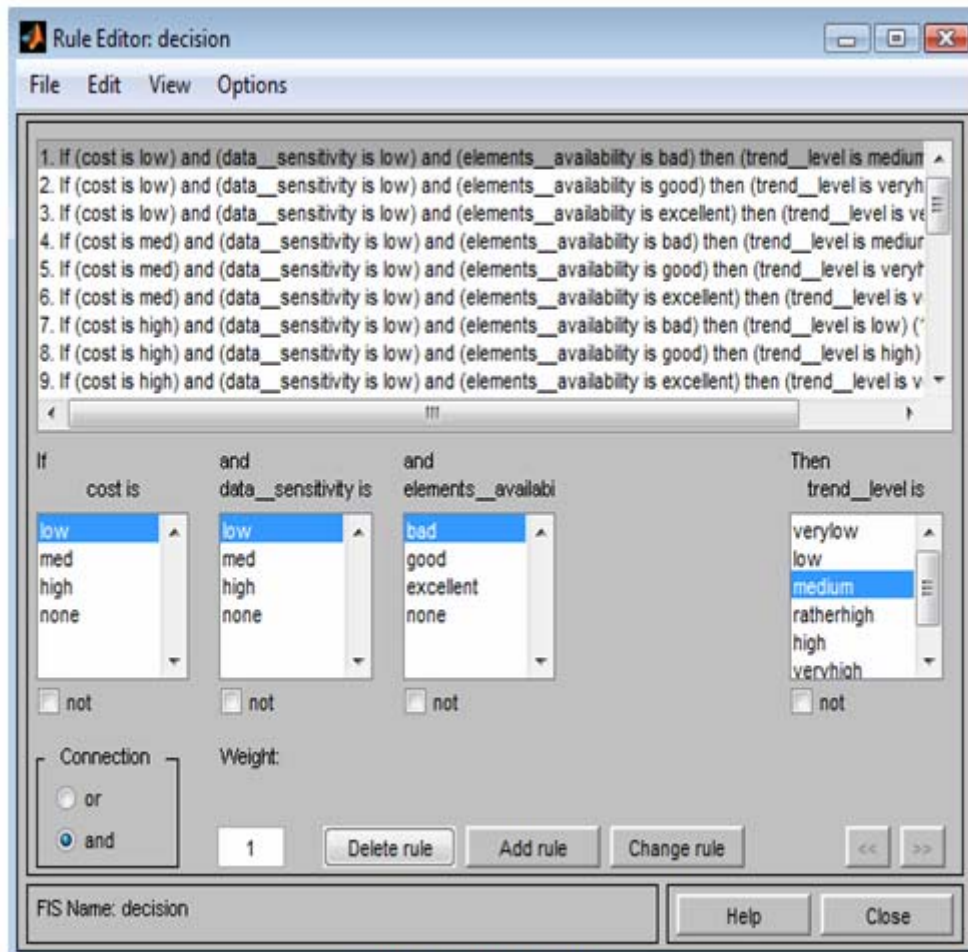 Rule Editor: decision
File Edit View Options
1. If (cost is low) and (data__sensitivity is low) and (elements__availability is bad) then (trend__level is medium
2. If (cost is low) and (data__sensitivity is low) and (elements__availability is good) then (trend__level is veryh
3. If (cost is low) and (data__sensitivity is low) and (elements__availability is excellent) then (trend__level is ve
4. If (cost is med) and (data__sensitivity is low) and (elements__availability is bad) then (trend__level is medium
5. If (cost is med) and (data__sensitivity is low) and (elements__availability is good) then (trend__level is veryh
6. If (cost is med) and (data__sensitivity is low) and (elements__availability is excellent) then (trend__level is v
7. If (cost is high) and (data__sensitivity is low) and (elements__availability is bad) then (trend__level is low) (1
8. If (cost is high) and (data__sensitivity is low) and (elements__availability is good) then (trend__level is high)
9. If (cost is high) and (data__sensitivity is low) and (elements__availability is excellent) then (trend__level is v
If
cost is
low
med
high
none
not
and
data__sensitivity is
low
med
high
none
not
and
elements__availabi
bad
good
excellent
none
not
Then
trend__level is
verylow
low
medium
ratherhigh
high
veryhigh
not
Connection
or
and
Weight:
1
Delete rule
Add rule
Change rule
<<
>>
FIS Name: decision
Help
Close